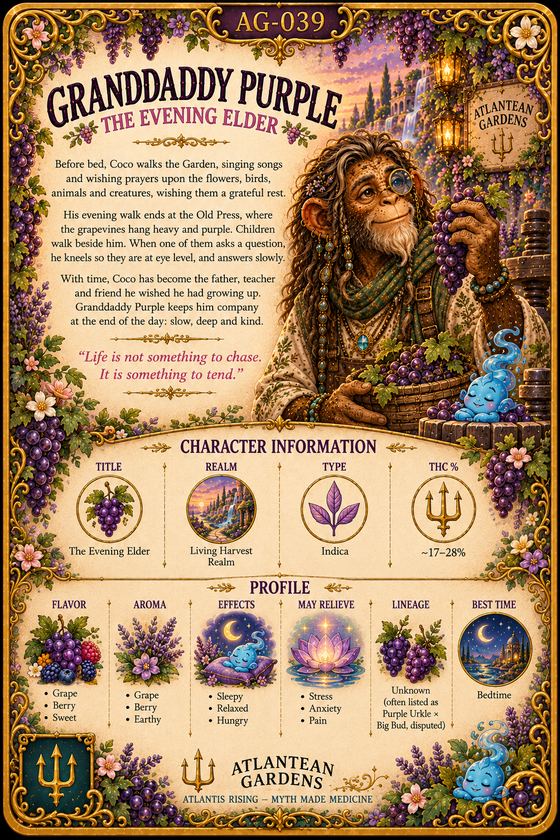 AG-039
GRANDDADDY PURPLE
THE EVENING ELDER
ATLANTEAN
GARDENS
Before bed, Coco walks the Garden, singing songs
and wishing prayers upon the flowers, birds,
animals and creatures, wishing them a grateful rest.
His evening walk ends at the Old Press, where
the grapevines hang heavy and purple. Children
walk beside him. When one of them asks a question,
he kneels so they are at eye level, and answers slowly.
With time, Coco has become the father, teacher
and friend he wished he had growing up.
Granddaddy Purple keeps him company
at the end of the day: slow, deep and kind.
“Life is not something to chase.
It is something to tend.”
CHARACTER INFORMATION
TITLE
The Evening Elder
REALM
Living Harvest
Realm
TYPE
Indica
THC %
~17–28%
PROFILE
FLAVOR
• Grape
• Berry
• Sweet
AROMA
• Grape
• Berry
• Earthy
EFFECTS
• Sleepy
• Relaxed
• Hungry
MAY RELIEVE
• Stress
• Anxiety
• Pain
LINEAGE
Unknown
(often listed as
Purple Urkle ×
Big Bud, disputed)
BEST TIME
Bedtime
ATLANTEAN
GARDENS
ATLANTIS RISING – MYTH MADE MEDICINE